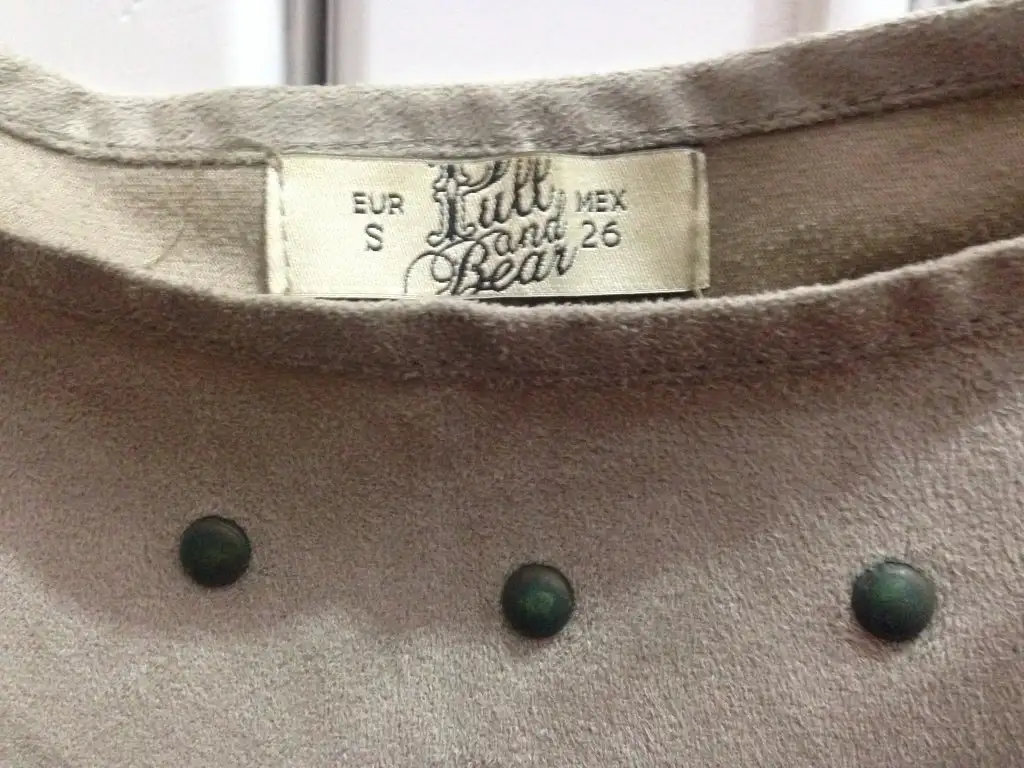 EUR
S
Pull
and
Bear
MEX
26